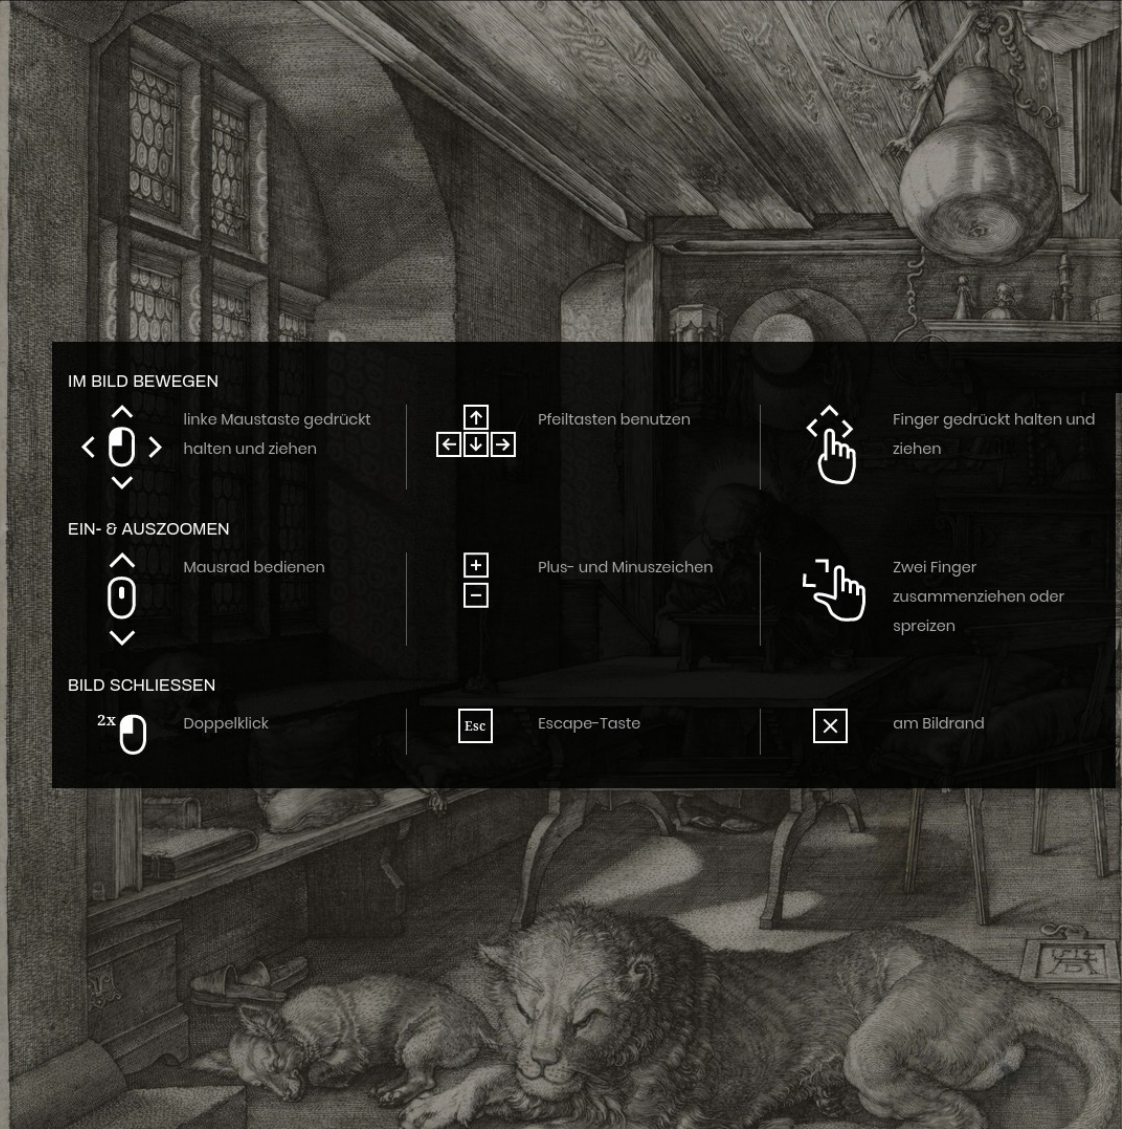 IM BILD BEWEGEN
linke Maustaste gedrückt
halten und ziehen
Pfeiltasten benutzen
Finger gedrückt halten und
ziehen
EIN- & AUSZOOMEN
Mausrad bedienen
Plus- und Minuszeichen
Zwei Finger
zusammenziehen oder
spreizen
BILD SCHLIESSEN
2x
Doppelklick
Esc
Escape-Taste
am Bildrand